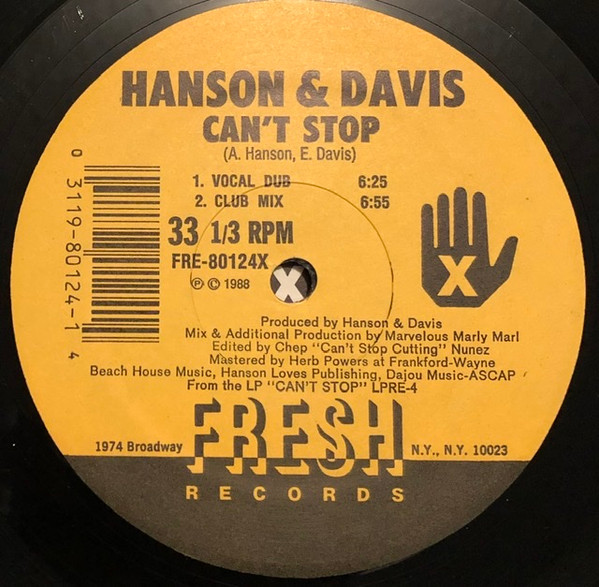 HANSON & DAVIS
CAN'T STOP
(A. Hanson, E. Davis)
1. VOCAL DUB 6:25
2. CLUB MIX 6:55
33 1/3 RPM
FRE-80124X
Ⓟ © 1988
X
X
0 3119-80124-1 4
Produced by Hanson & Davis
Mix & Additional Production by Marvelous Marly Marl
Edited by Chep "Can't Stop Cutting" Nunez
Mastered by Herb Powers at Frankford-Wayne
Beach House Music, Hanson Loves Publishing, Dajou Music-ASCAP
From the LP "CAN'T STOP" LPRE-4
1974 Broadway FRESH N.Y., N.Y. 10023
RECORDS